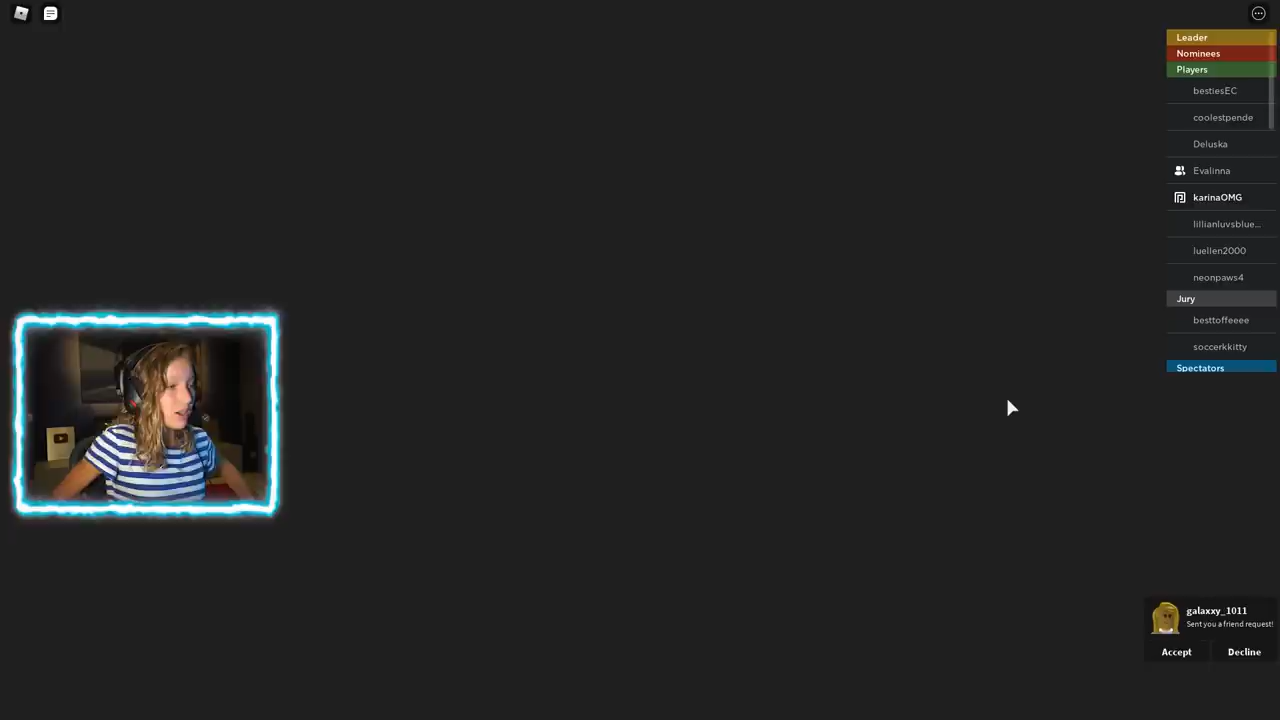 Leader
Nominees
Players
bestiesEC
coolestpende
Deluska
Evalinna
karinaOMG
lillianluvsblue...
luellen2000
neonpaws4
Jury
besttoffeeee
soccerkkitty
Spectators
galaxxy_1011
Sent you a friend request!
Accept Decline